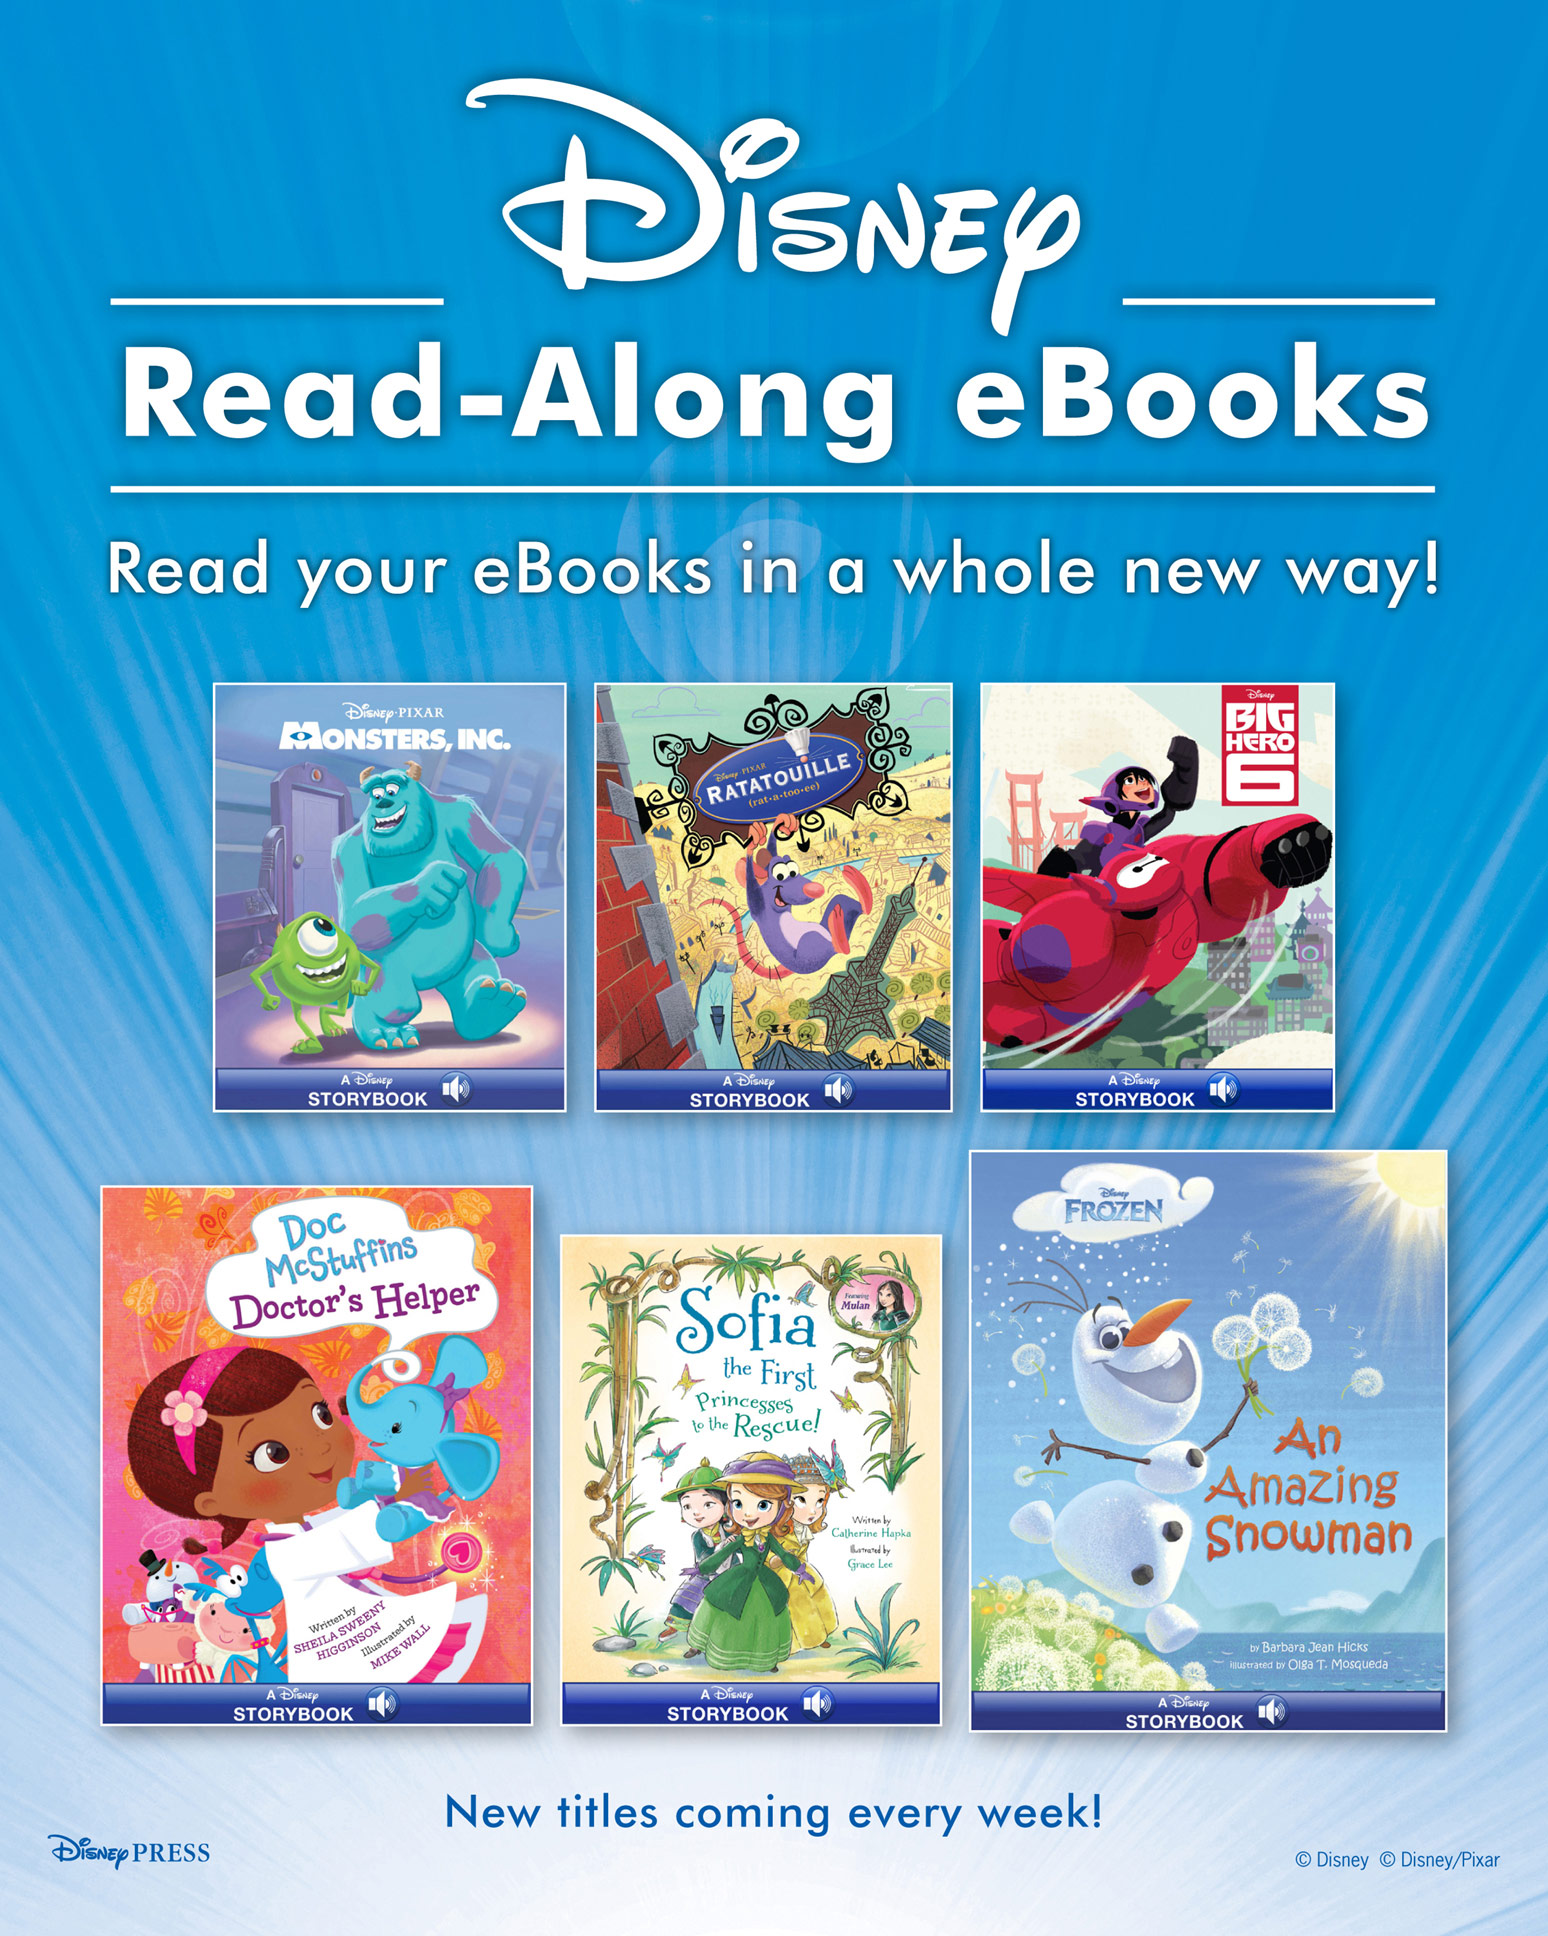 Disney
Read-Along eBooks
Read your eBooks in a whole new way!
Disney·PIXAR
MONSTERS, INC.
A Disney
STORYBOOK
Disney·PIXAR
RATATOUILLE
(rat•a•too•ee)
A Disney
STORYBOOK
Disney
BIG
HERO
6
A Disney
STORYBOOK
Doc
McStuffins
Doctor's Helper
Written by
SHEILA SWEENY
HIGGINSON
Illustrated by
MIKE WALL
A Disney
STORYBOOK
Featuring
Mulan
Sofia
the First
Princesses
to the Rescue!
Written by
Catherine Hapka
Illustrated by
Grace Lee
A Disney
STORYBOOK
Disney
FROZEN
An
Amazing
Snowman
by Barbara Jean Hicks
illustrated by Olga T. Mosqueda
A Disney
STORYBOOK
New titles coming every week!
Disney PRESS
© Disney © Disney/Pixar